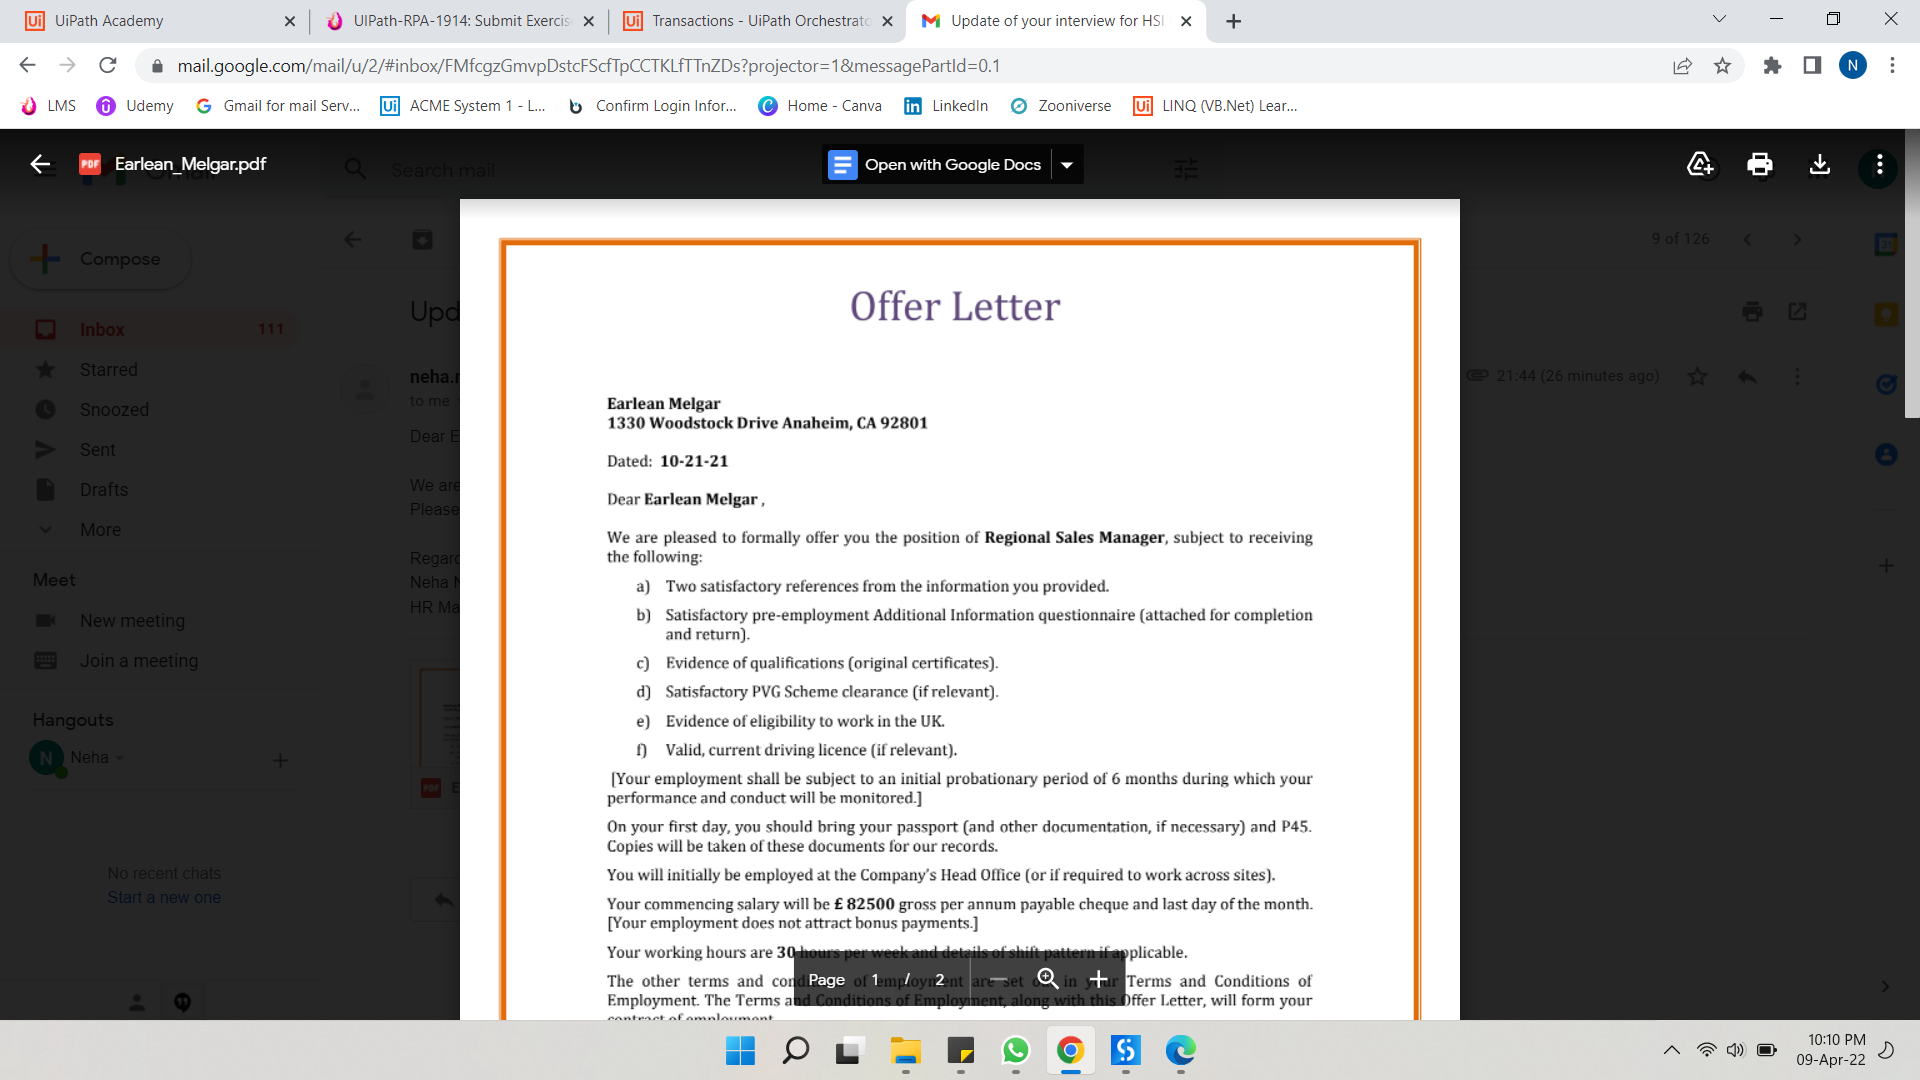 UiPath Academy
UIPath-RPA-1914: Submit Exercis
Transactions - UiPath Orchestrato
Update of your interview for HSI
mail.google.com/mail/u/2/#inbox/FMfcgzGmvpDstcFScfTpCCTKLfTTnZDs?projector=1&messagePartId=0.1
N
LMS
Udemy
Gmail for mail Serv...
ACME System 1 - L...
Confirm Login Infor...
Home - Canva
LinkedIn
Zooniverse
LINQ (VB.Net) Lear...
PDF
Earlean_Melgar.pdf
Search mail
Open with Google Docs
Compose
9 of 126
Inbox 111
Starred
Snoozed
Sent
Drafts
More
Meet
New meeting
Join a meeting
Hangouts
N
Neha
No recent chats
Start a new one
Upd
neha.r
to me
21:44 (26 minutes ago)
Dear E
We are
Please
Regard
Neha N
HR Ma
PDF E
Offer Letter
Earlean Melgar
1330 Woodstock Drive Anaheim, CA 92801
Dated: 10-21-21
Dear Earlean Melgar ,
We are pleased to formally offer you the position of Regional Sales Manager, subject to receiving
the following:
a) Two satisfactory references from the information you provided.
b) Satisfactory pre-employment Additional Information questionnaire (attached for completion
and return).
c) Evidence of qualifications (original certificates).
d) Satisfactory PVG Scheme clearance (if relevant).
e) Evidence of eligibility to work in the UK.
f) Valid, current driving licence (if relevant).
[Your employment shall be subject to an initial probationary period of 6 months during which your
performance and conduct will be monitored.]
On your first day, you should bring your passport (and other documentation, if necessary) and P45.
Copies will be taken of these documents for our records.
You will initially be employed at the Company's Head Office (or if required to work across sites).
Your commencing salary will be £ 82500 gross per annum payable cheque and last day of the month.
[Your employment does not attract bonus payments.]
Your working hours are 30 hours per week and details of shift pattern if applicable.
The other terms and conditions of employment are set out in your Terms and Conditions of
Employment. The Terms and Conditions of Employment, along with this Offer Letter, will form your
contract of employment.
Page 1 / 2
10:10 PM
09-Apr-22